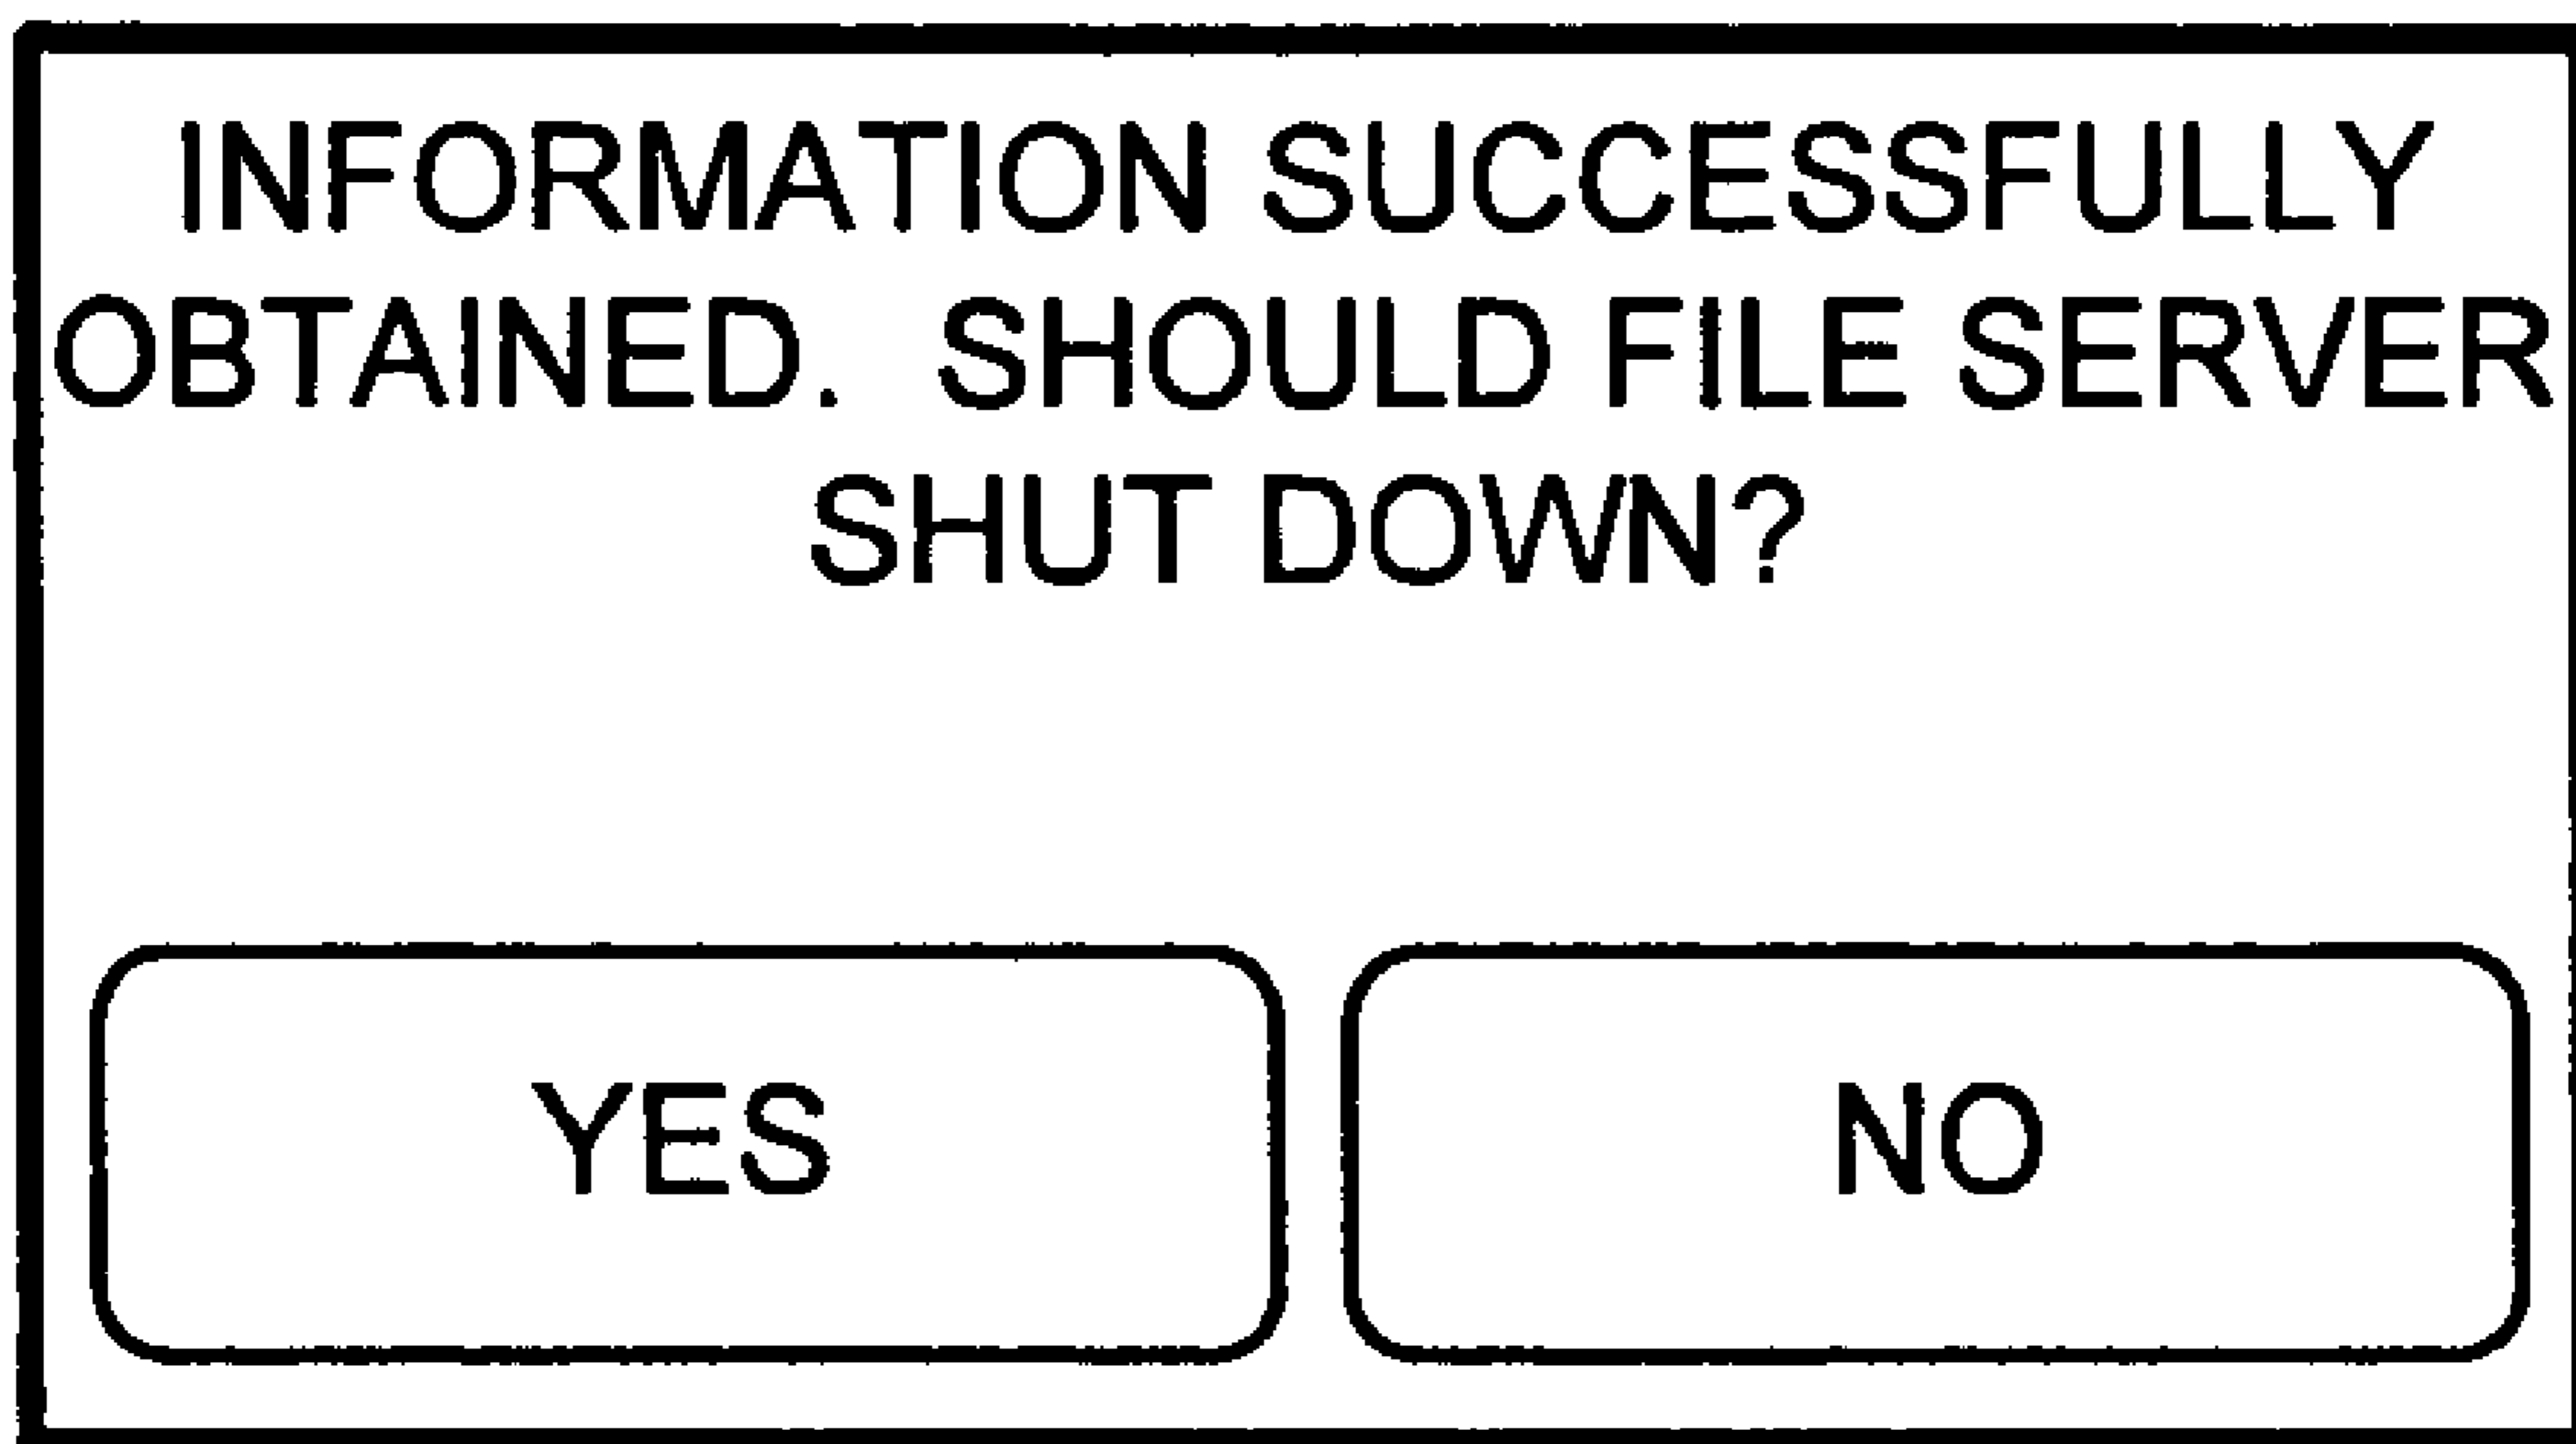 INFORMATION SUCCESSFULLY
OBTAINED. SHOULD FILE SERVER
SHUT DOWN?
YES
NO